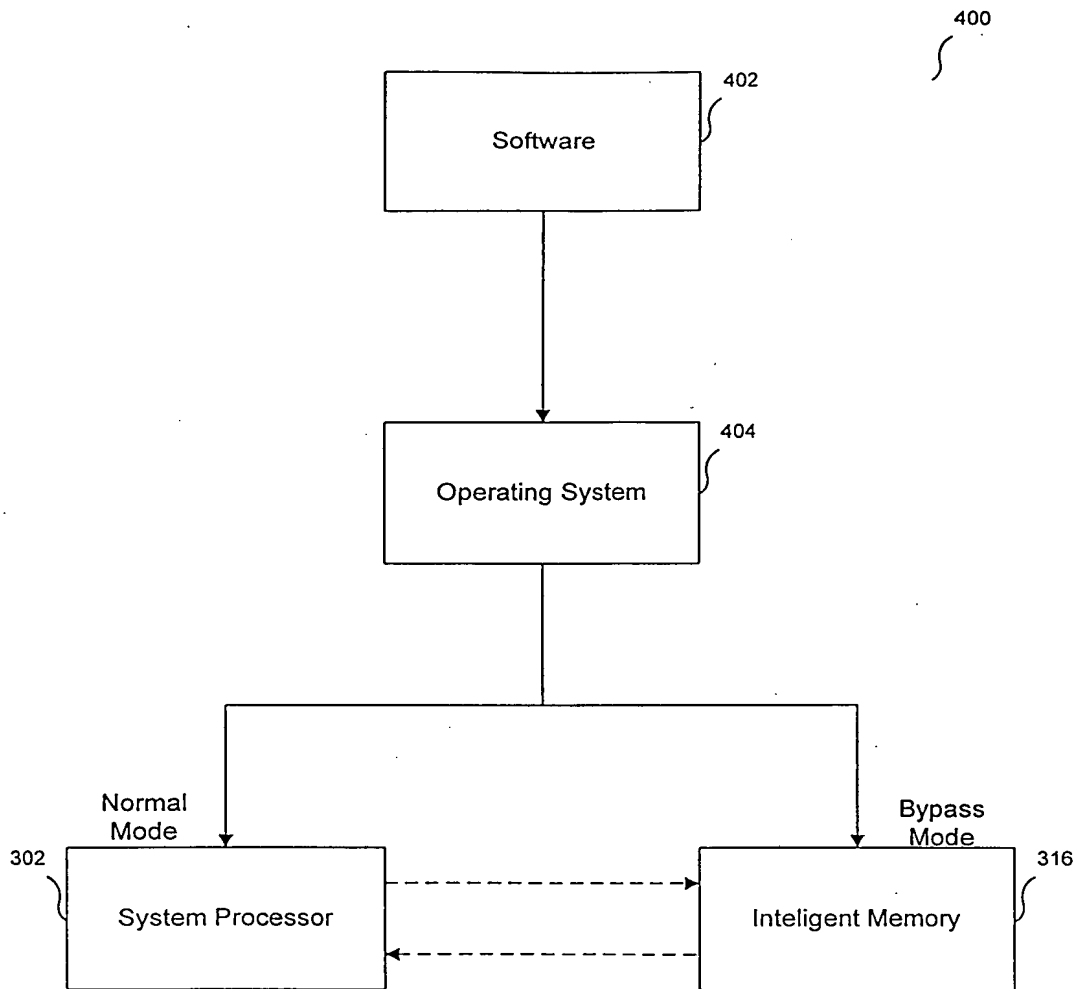 400
402
Software
404
Operating System
Normal
Mode
Bypass
Mode
302
316
System Processor
Inteligent Memory